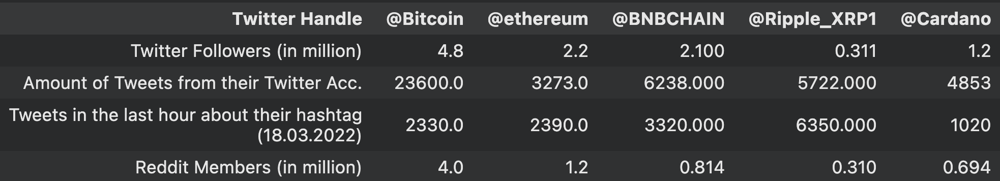 Twitter Handle @Bitcoin @ethereum @BNBCHAIN @Ripple_XRP1 @Cardano
Twitter Followers (in million) 4.8 2.2 2.100 0.311 1.2
Amount of Tweets from their Twitter Acc. 23600.0 3273.0 6238.000 5722.000 4853
Tweets in the last hour about their hashtag
(18.03.2022) 2330.0 2390.0 3320.000 6350.000 1020
Reddit Members (in million) 4.0 1.2 0.814 0.310 0.694